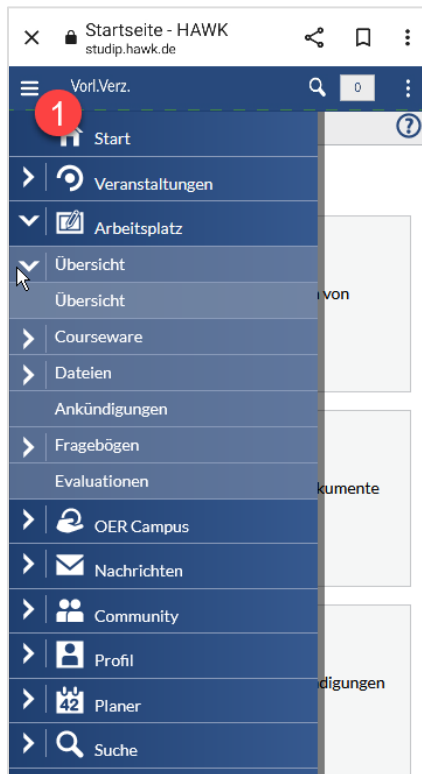 Startseite - HAWK
studip.hawk.de
Vorl.Verz.
0
1
?
Start
Veranstaltungen
Arbeitsplatz
Übersicht
Übersicht
von
Courseware
Dateien
Ankündigungen
Fragebögen
Evaluationen
kumente
OER Campus
Nachrichten
Community
Profil
digungen
42 Planer
Suche